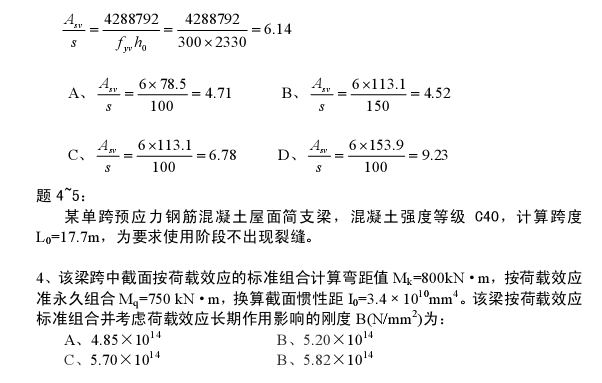 A_sv/s = 4288792/(f_yv h_0) = 4288792/(300×2330) = 6.14
A、 A_sv/s = 6×78.5/100 = 4.71 B、 A_sv/s = 6×113.1/150 = 4.52
C、 A_sv/s = 6×113.1/100 = 6.78 D、 A_sv/s = 6×153.9/100 = 9.23
题 4~5:
某单跨预应力钢筋混凝土屋面简支梁，混凝土强度等级 C40，计算跨度
L₀=17.7m，为要求使用阶段不出现裂缝。
4、该梁跨中截面按荷载效应的标准组合计算弯距值 Mₖ=800kN·m，按荷载效应
准永久组合 M_q=750 kN·m，换算截面惯性距 I₀=3.4×10¹⁰mm⁴。该梁按荷载效应
标准组合并考虑荷载效应长期作用影响的刚度 B(N/mm²)为：
A、4.85×10¹⁴ B、5.20×10¹⁴
C、5.70×10¹⁴ B、5.82×10¹⁴